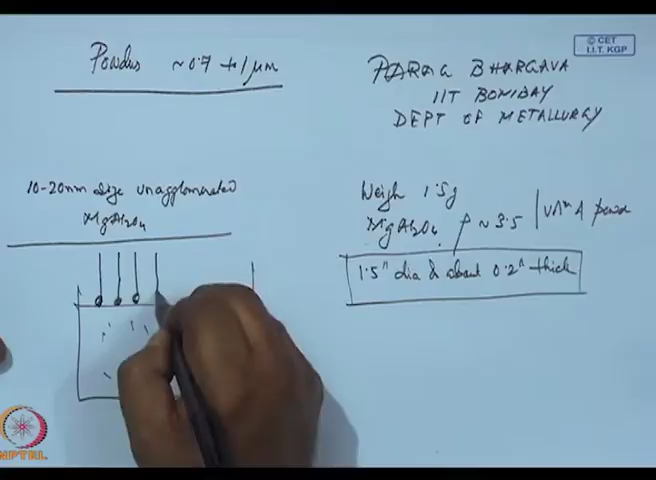 Powders ~0.7 to 1 μm
© CET
I.I.T. KGP
PARAG BHARGAVA
IIT BOMBAY
DEPT OF METALLURGY
10-20nm size unagglomerated
MgAl2O4
Weigh 1.5g
MgAl2O4 ρ ~ 3.5
1.5" dia & about 0.2" thick
NPTEL